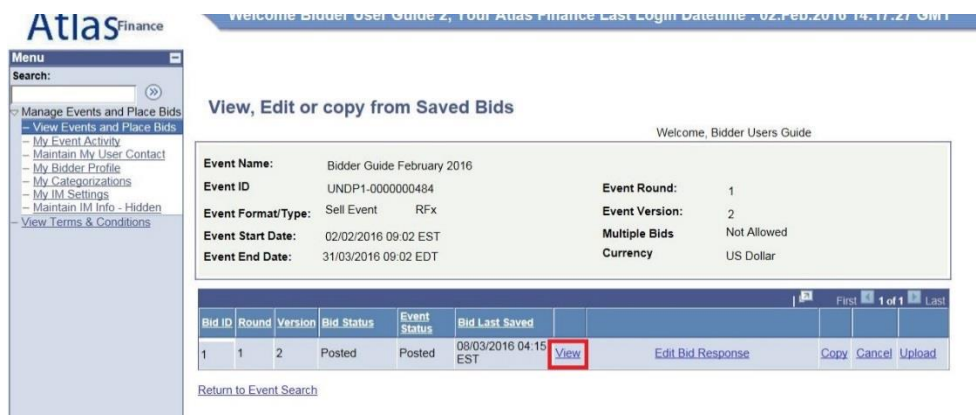 Atlas Finance
Welcome Bidder User Guide 2, Your Atlas Finance Last Login Datetime : 02.Feb.2016 14.17.27 GMT
Menu
Search:
Manage Events and Place Bids
– View Events and Place Bids
– My Event Activity
– Maintain My User Contact
– My Bidder Profile
– My Categorizations
– My IM Settings
– Maintain IM Info - Hidden
– View Terms & Conditions
View, Edit or copy from Saved Bids
Welcome, Bidder Users Guide
Event Name: Bidder Guide February 2016
Event ID UNDP1-0000000484 Event Round: 1
Event Format/Type: Sell Event RFx Event Version: 2
Event Start Date: 02/02/2016 09:02 EST Multiple Bids Not Allowed
Event End Date: 31/03/2016 09:02 EDT Currency US Dollar
First 1 of 1 Last
Bid ID Round Version Bid Status Event Status Bid Last Saved
1 1 2 Posted Posted 08/03/2016 04:15 EST View Edit Bid Response Copy Cancel Upload
Return to Event Search